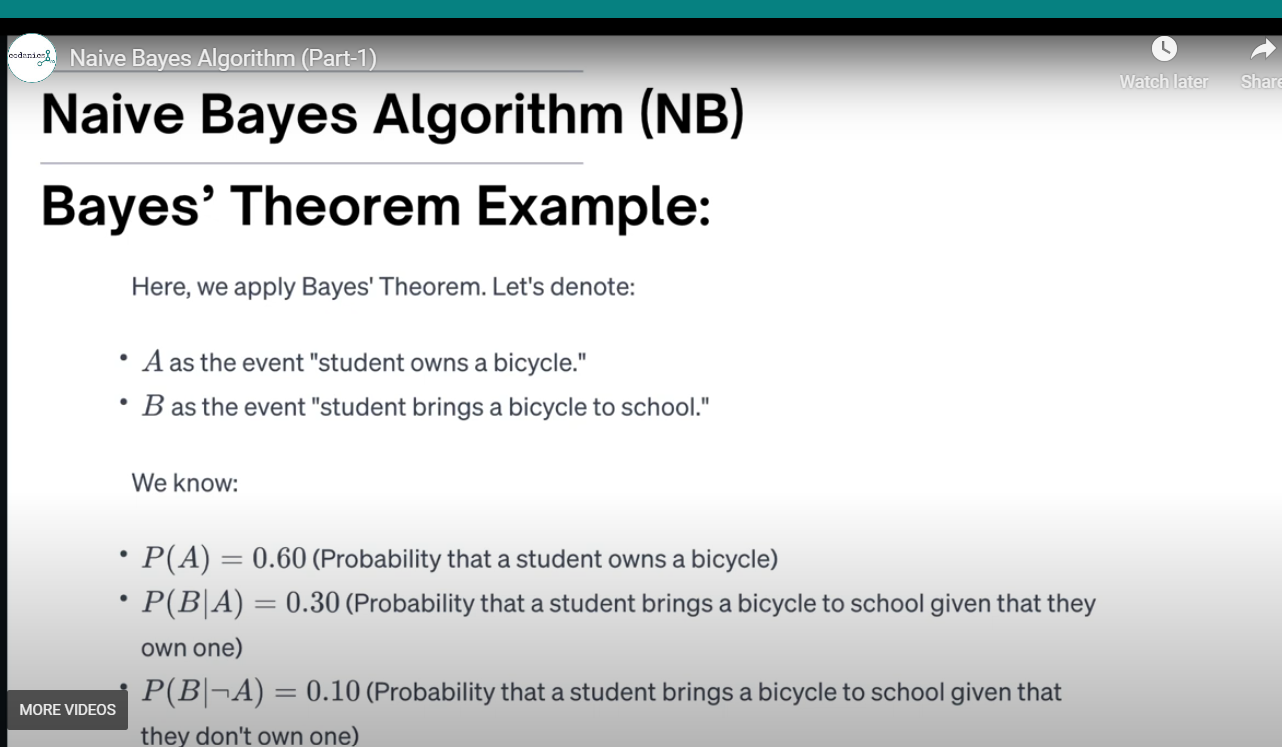 codanics
Naive Bayes Algorithm (Part-1)
Watch later
Share
Naive Bayes Algorithm (NB)
Bayes’ Theorem Example:
Here, we apply Bayes' Theorem. Let's denote:
• A as the event "student owns a bicycle."
• B as the event "student brings a bicycle to school."
We know:
• P(A) = 0.60 (Probability that a student owns a bicycle)
• P(B|A) = 0.30 (Probability that a student brings a bicycle to school given that they
own one)
• P(B|¬A) = 0.10 (Probability that a student brings a bicycle to school given that
MORE VIDEOS
they don't own one)